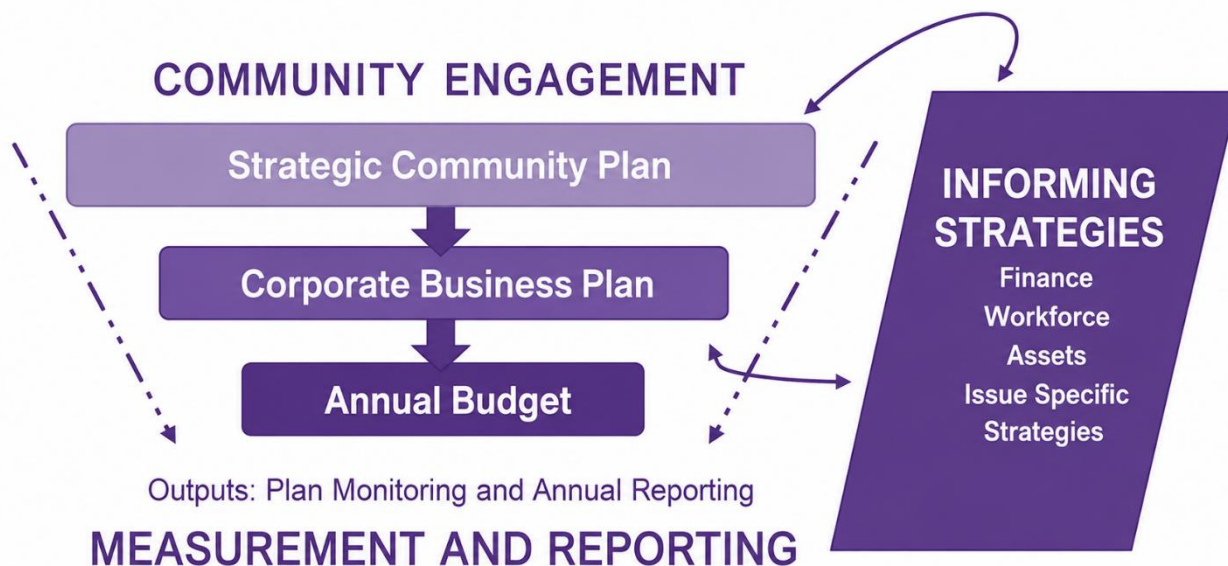 COMMUNITY ENGAGEMENT
Strategic Community Plan
Corporate Business Plan
Annual Budget
Outputs: Plan Monitoring and Annual Reporting
MEASUREMENT AND REPORTING
INFORMING
STRATEGIES
Finance
Workforce
Assets
Issue Specific
Strategies